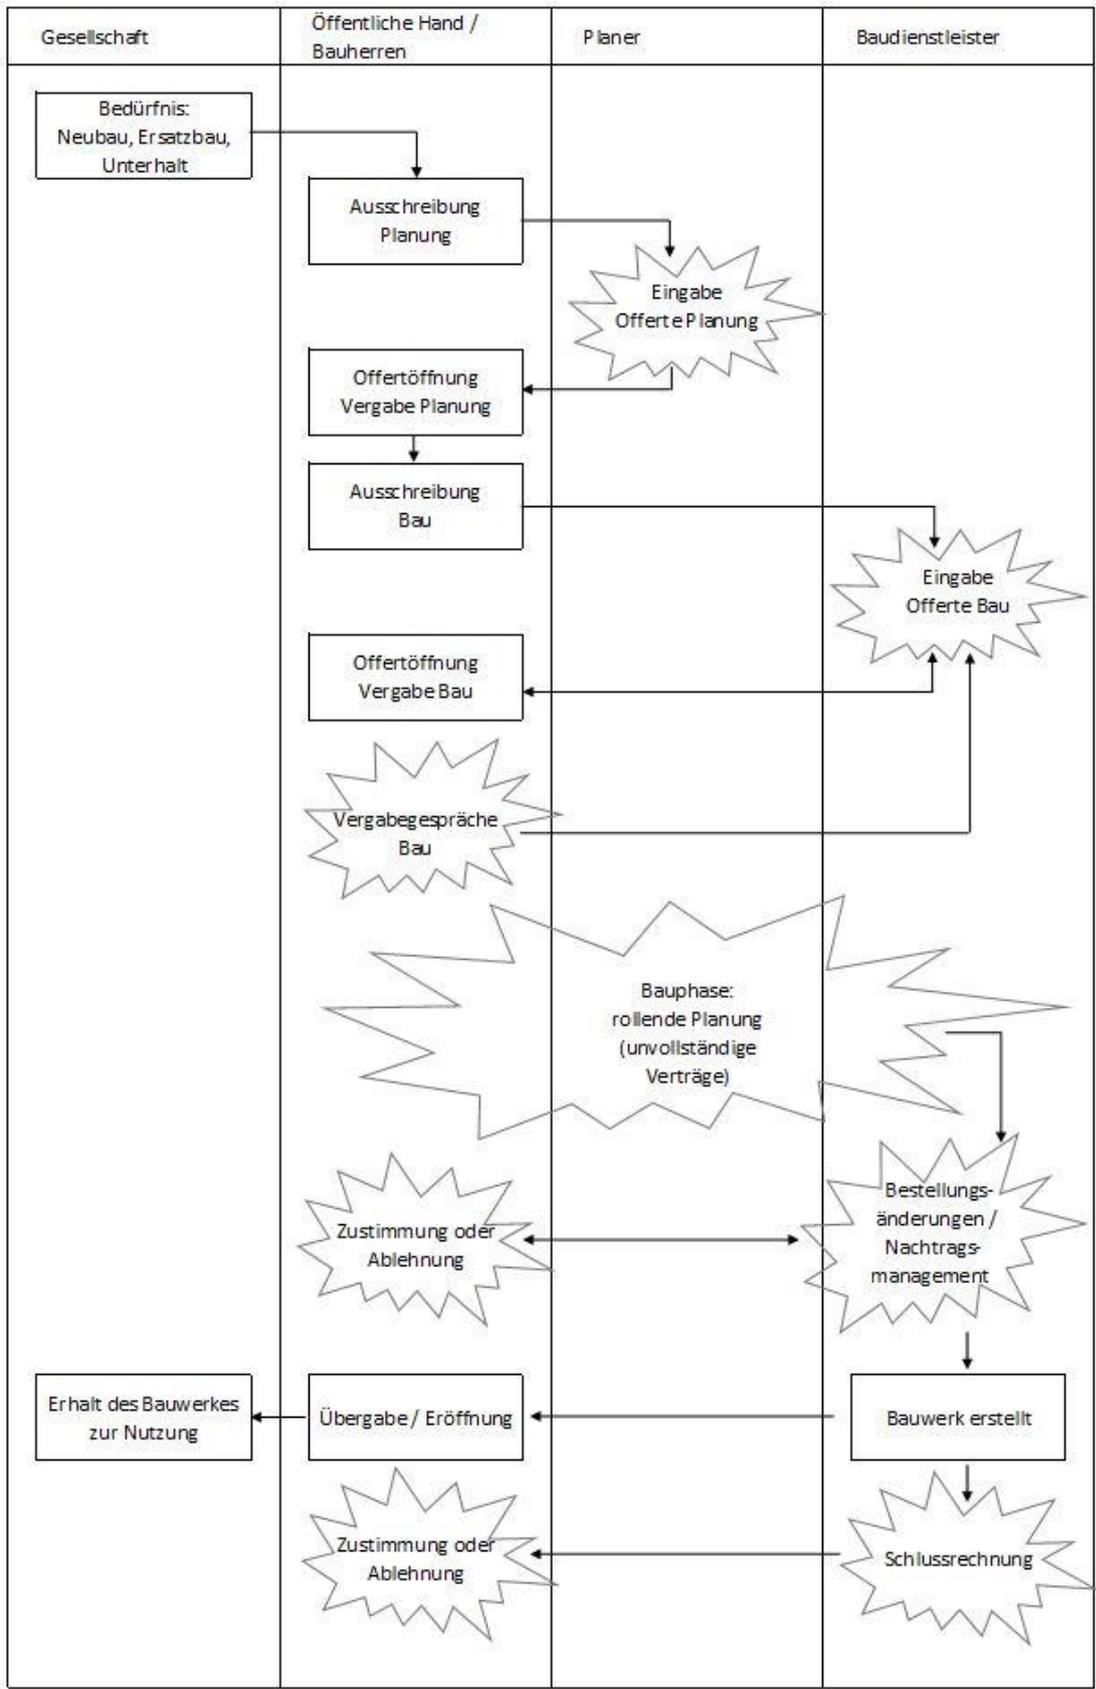 Gesellschaft
Öffentliche Hand /
Bauherren
Planer
Baudienstleister
Bedürfnis:
Neubau, Ersatzbau,
Unterhalt
Ausschreibung
Planung
Eingabe
Offerte Planung
Offertöffnung
Vergabe Planung
Ausschreibung
Bau
Eingabe
Offerte Bau
Offertöffnung
Vergabe Bau
Vergabegespräche
Bau
Bauphase:
rollende Planung
(unvollständige
Verträge)
Bestellungs-
änderungen /
Nachtrags-
management
Zustimmung oder
Ablehnung
Erhalt des Bauwerkes
zur Nutzung
Übergabe / Eröffnung
Bauwerk erstellt
Zustimmung oder
Ablehnung
Schlussrechnung